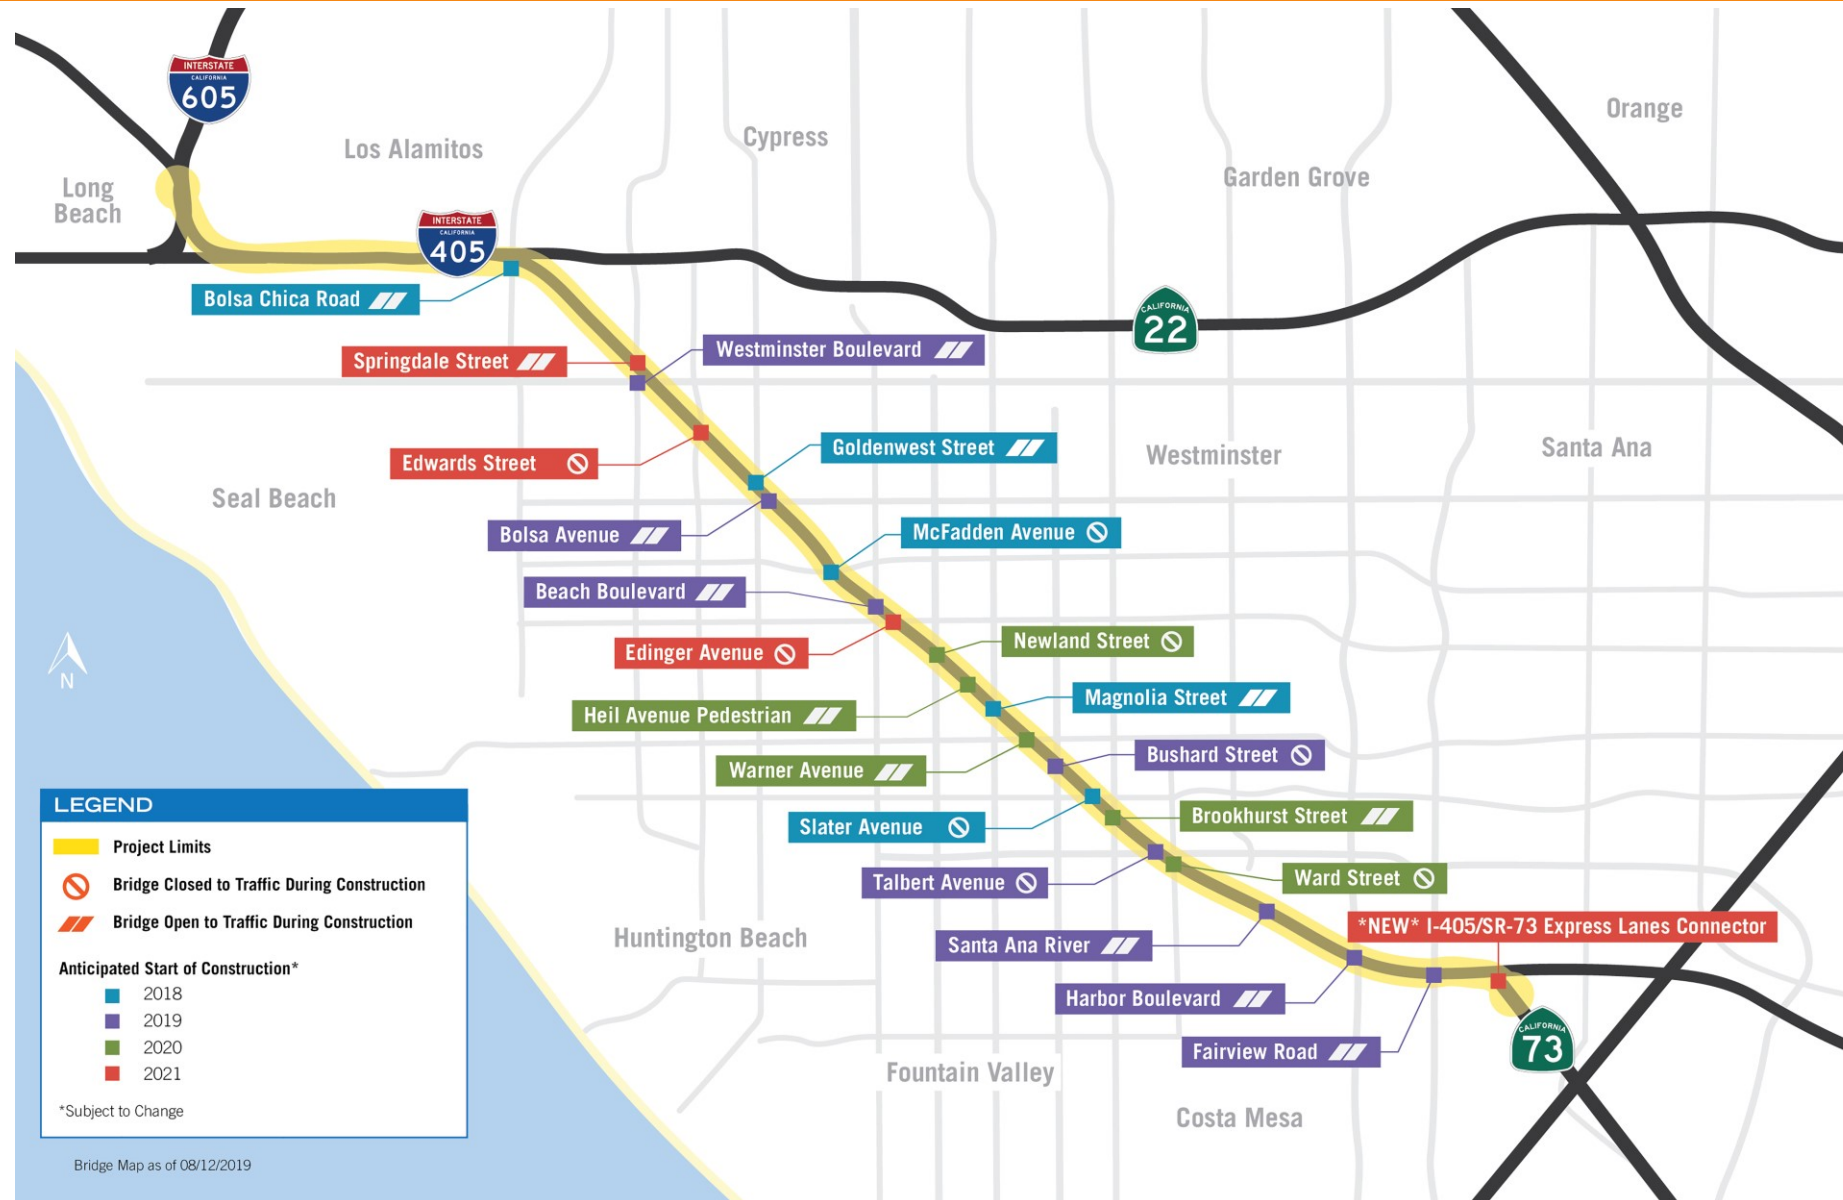 INTERSTATE
CALIFORNIA
605
Orange
Cypress
Los Alamitos
Garden Grove
Long
Beach
INTERSTATE
CALIFORNIA
405
Bolsa Chica Road
CALIFORNIA
22
Westminster Boulevard
Springdale Street
Goldenwest Street
Westminster
Santa Ana
Edwards Street
Seal Beach
Bolsa Avenue
McFadden Avenue
Beach Boulevard
Newland Street
Edinger Avenue
N
Magnolia Street
Heil Avenue Pedestrian
Bushard Street
Warner Avenue
Brookhurst Street
Slater Avenue
Ward Street
Talbert Avenue
*NEW* I-405/SR-73 Express Lanes Connector
Huntington Beach
Santa Ana River
Harbor Boulevard
Fairview Road
CALIFORNIA
73
Fountain Valley
Costa Mesa
LEGEND
Project Limits
Bridge Closed to Traffic During Construction
Bridge Open to Traffic During Construction
Anticipated Start of Construction*
2018
2019
2020
2021
*Subject to Change
Bridge Map as of 08/12/2019